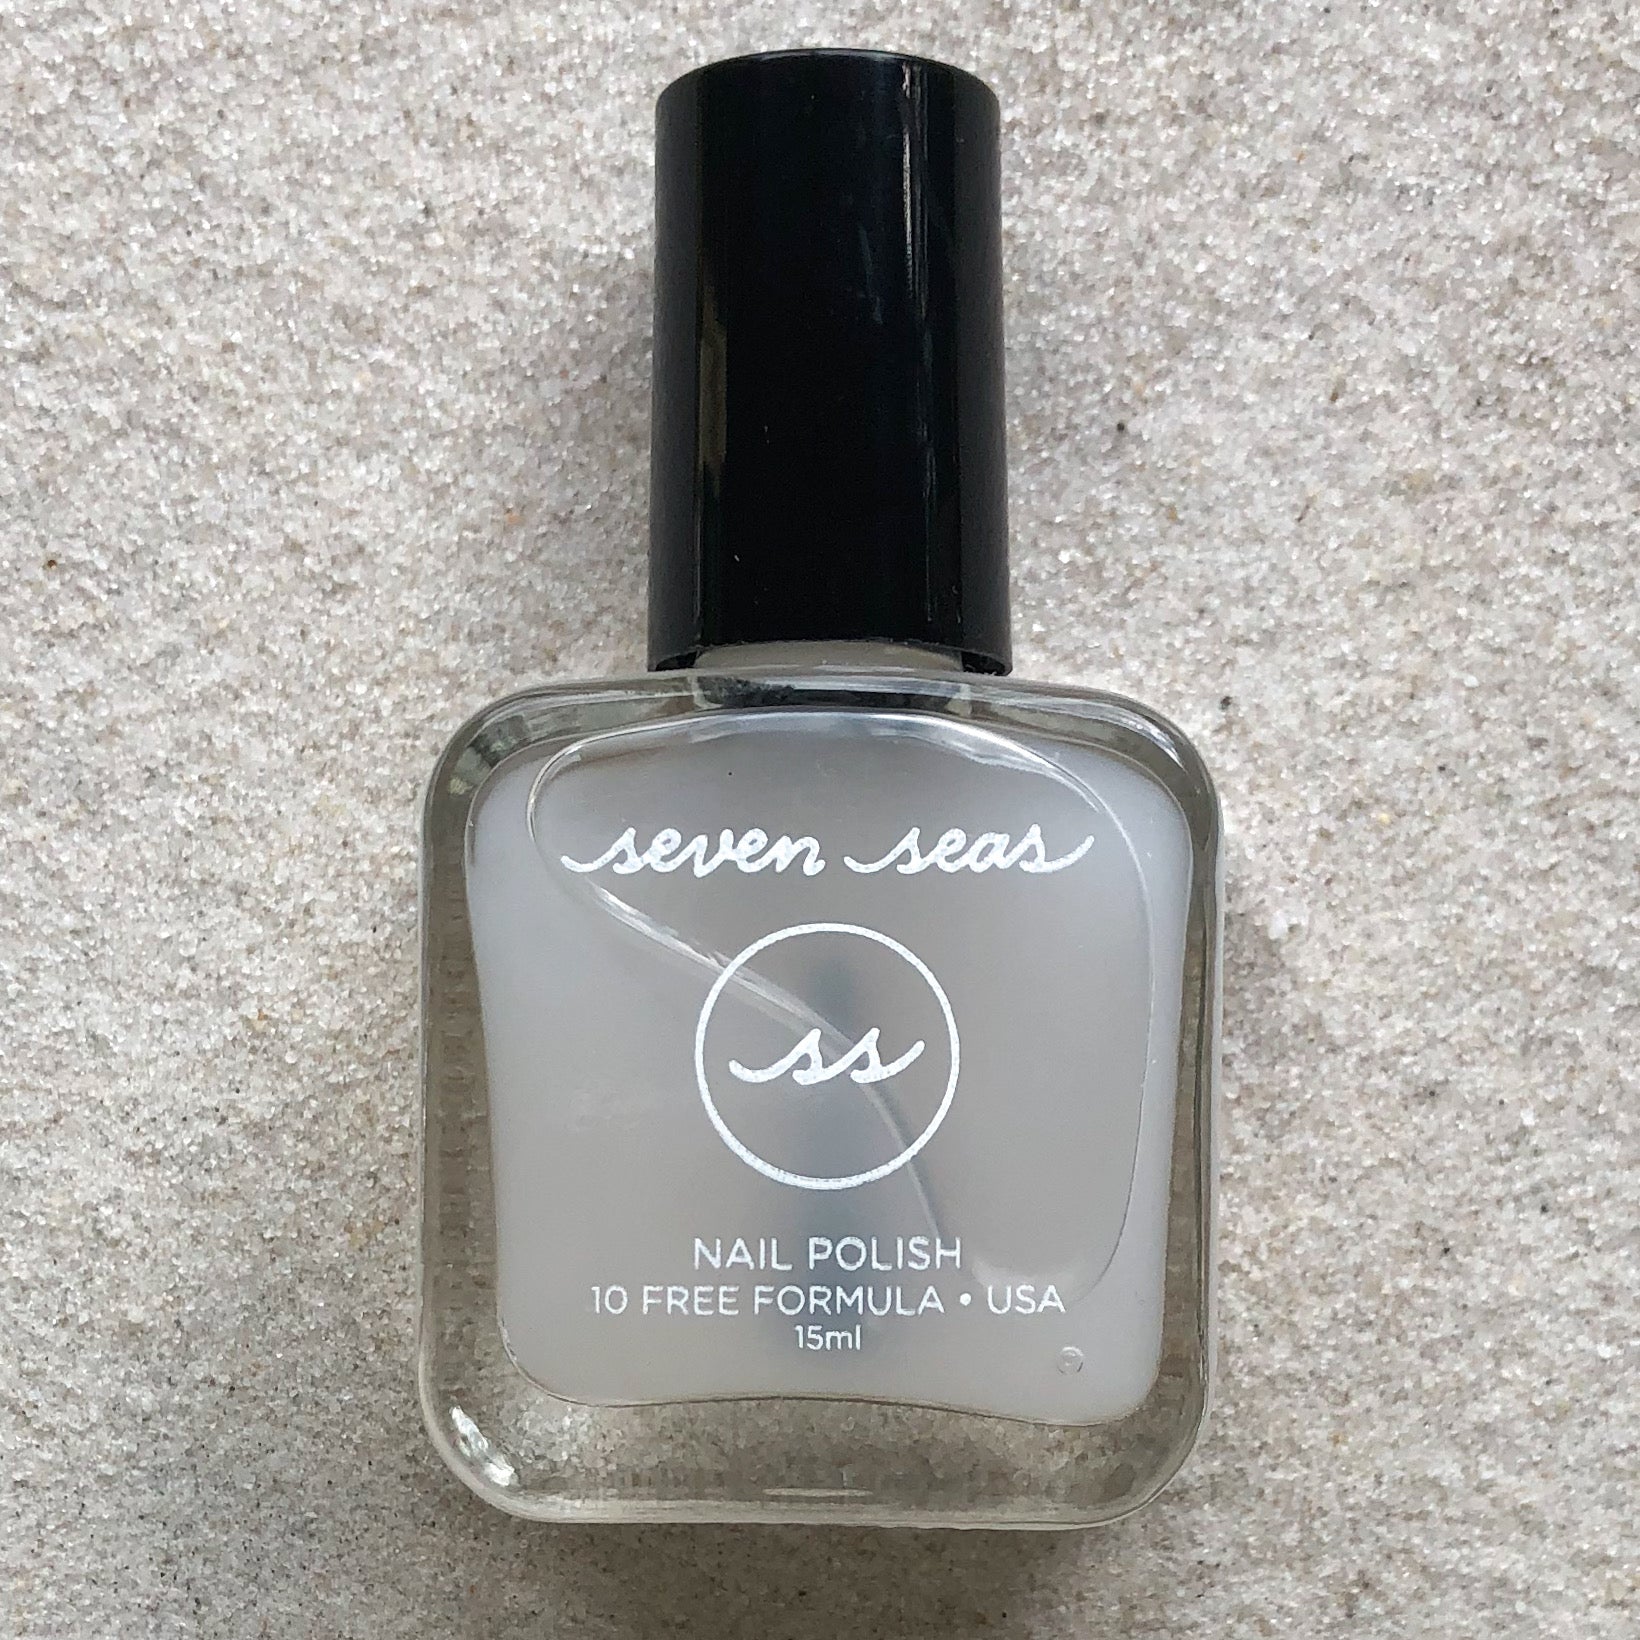 seven seas
ss
NAIL POLISH
10 FREE FORMULA • USA
15ml